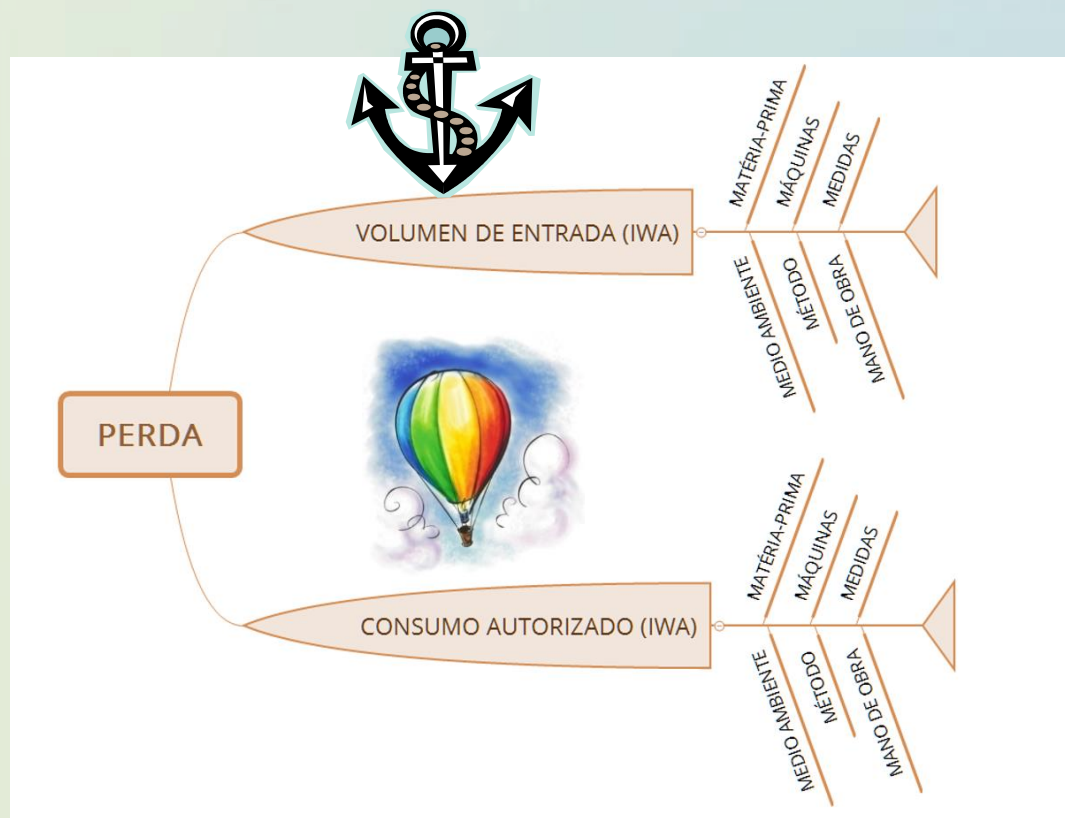 VOLUMEN DE ENTRADA (IWA)
MATÉRIA-PRIMA
MÁQUINAS
MEDIDAS
MEDIO AMBIENTE
MÉTODO
MANO DE OBRA
PERDA
CONSUMO AUTORIZADO (IWA)
MATÉRIA-PRIMA
MÁQUINAS
MEDIDAS
MEDIO AMBIENTE
MÉTODO
MANO DE OBRA